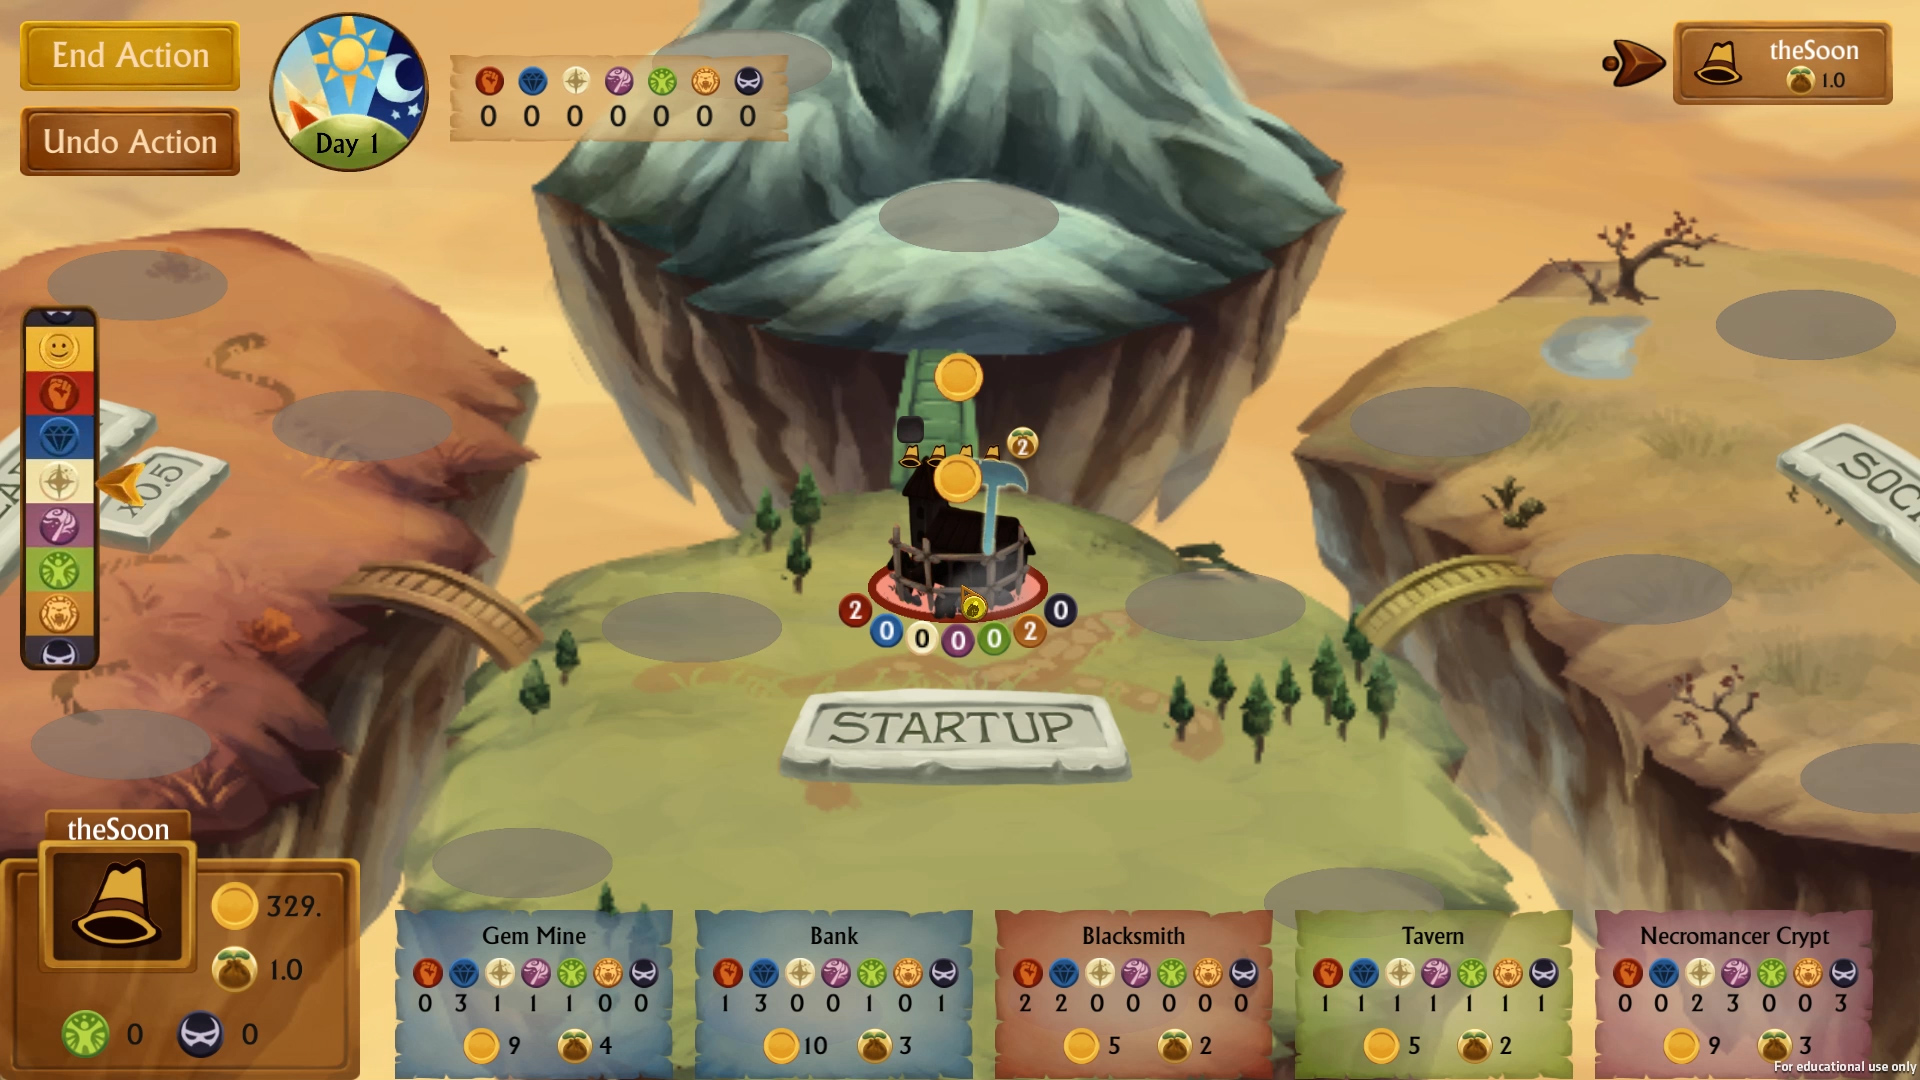 End Action
Undo Action
Day 1
0 0 0 0 0 0 0
theSoon
1.0
x0.5
SOC
2
2 0 0 0 0 2 0
STARTUP
theSoon
329.
1.0
0 0
Gem Mine
0 3 1 1 1 0 0
9 4
Bank
1 3 0 0 1 0 1
10 3
Blacksmith
2 2 0 0 0 0 0
5 2
Tavern
1 1 1 1 1 1 1
5 2
Necromancer Crypt
0 0 2 3 0 0 3
9 3
For educational use only